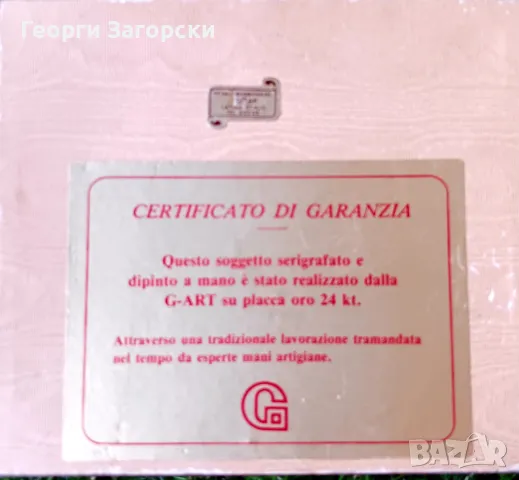 Георги Загорски
CERTIFICATO DI GARANZIA
Questo soggetto serigrafato e
dipinto a mano è stato realizzato dalla
G-ART su placca oro 24 kt.
Attraverso una tradizionale lavorazione tramandata
nel tempo da esperte mani artigiane.
G
BAZAR